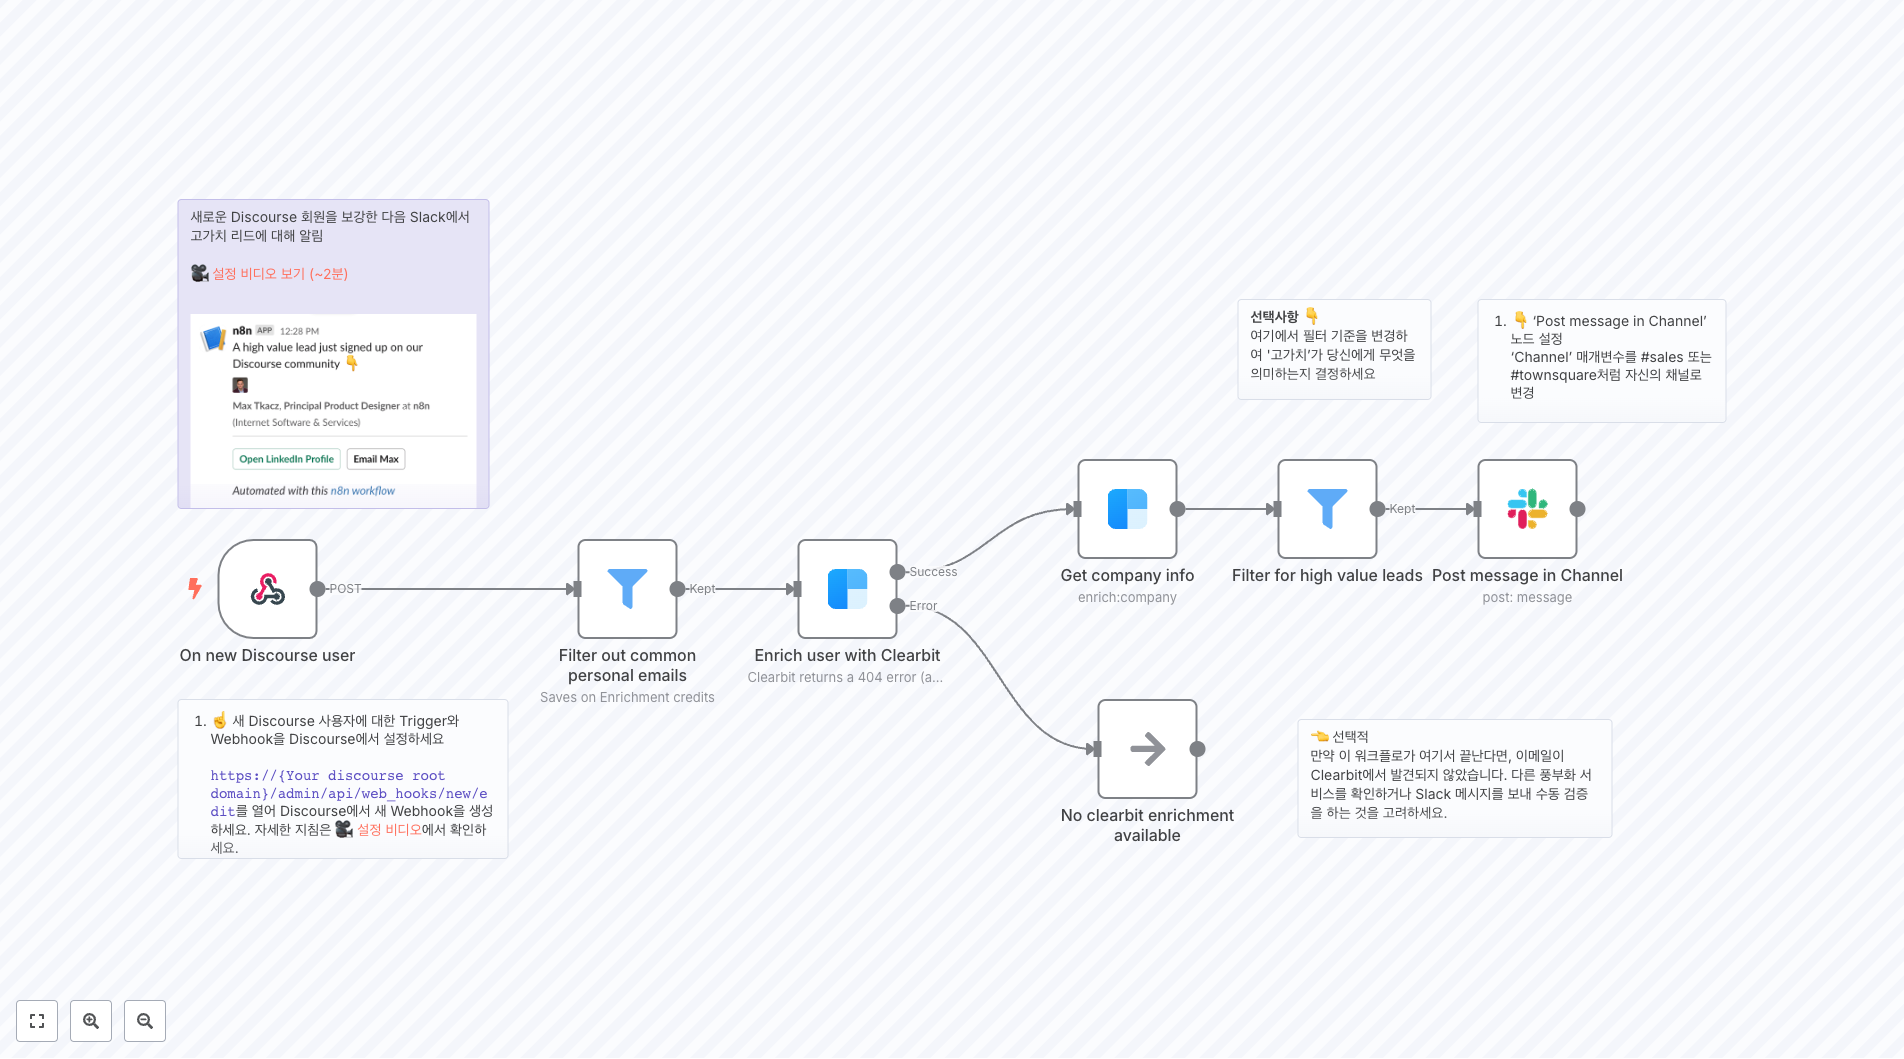 새로운 Discourse 회원을 보강한 다음 Slack에서
고가치 리드에 대해 알림
🎥 설정 비디오 보기 (~2분)
n8n APP 12:28 PM
A high value lead just signed up on our
Discourse community 👇
Max Tkacz, Principal Product Designer at n8n
(Internet Software & Services)
Open LinkedIn Profile
Email Max
Automated with this n8n workflow
선택사항 👇
여기에서 필터 기준을 변경하
여 '고가치'가 당신에게 무엇을
의미하는지 결정하세요
1. 👇 ‘Post message in Channel’
노드 설정
‘Channel’ 매개변수를 #sales 또는
#townsquare처럼 자신의 채널로
변경
POST
Kept
Success
Error
Kept
On new Discourse user
Filter out common
personal emails
Saves on Enrichment credits
Enrich user with Clearbit
Clearbit returns a 404 error (a...
Get company info
enrich:company
Filter for high value leads
Post message in Channel
post: message
No clearbit enrichment
available
1. ☝️ 새 Discourse 사용자에 대한 Trigger와
Webhook을 Discourse에서 설정하세요
https://{Your discourse root
domain}/admin/api/web_hooks/new/e
dit를 열어 Discourse에서 새 Webhook을 생성
하세요. 자세한 지침은 🎥 설정 비디오에서 확인하
세요.
👈 선택적
만약 이 워크플로가 여기서 끝난다면, 이메일이
Clearbit에서 발견되지 않았습니다. 다른 풍부화 서
비스를 확인하거나 Slack 메시지를 보내 수동 검증
을 하는 것을 고려하세요.